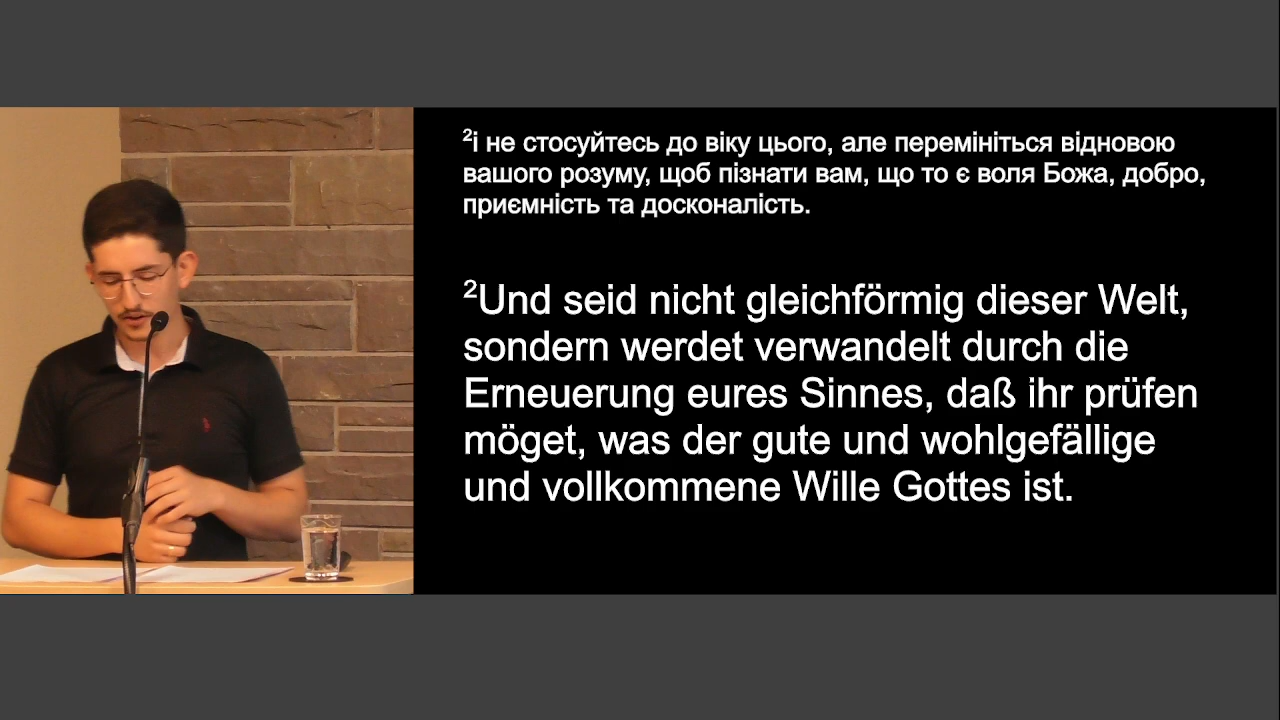 ²і не стосуйтесь до віку цього, але перемініться відновою
вашого розуму, щоб пізнати вам, що то є воля Божа, добро,
приємність та досконалість.
²Und seid nicht gleichförmig dieser Welt,
sondern werdet verwandelt durch die
Erneuerung eures Sinnes, daß ihr prüfen
möget, was der gute und wohlgefällige
und vollkommene Wille Gottes ist.